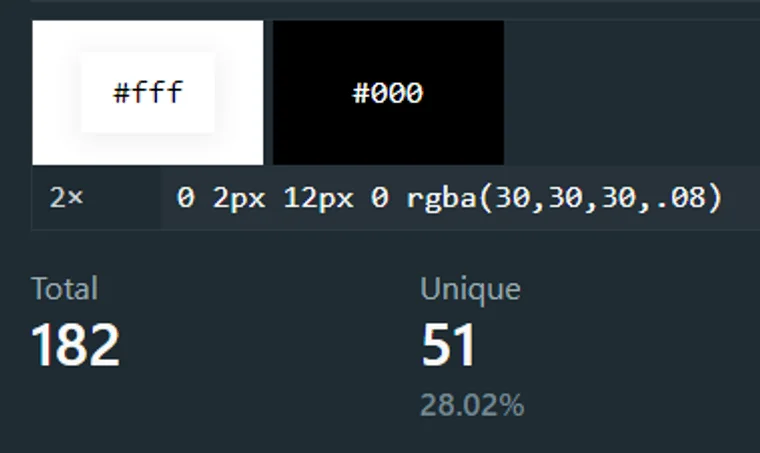 #fff #000
2× 0 2px 12px 0 rgba(30,30,30,.08)
Total Unique
182 51
28.02%